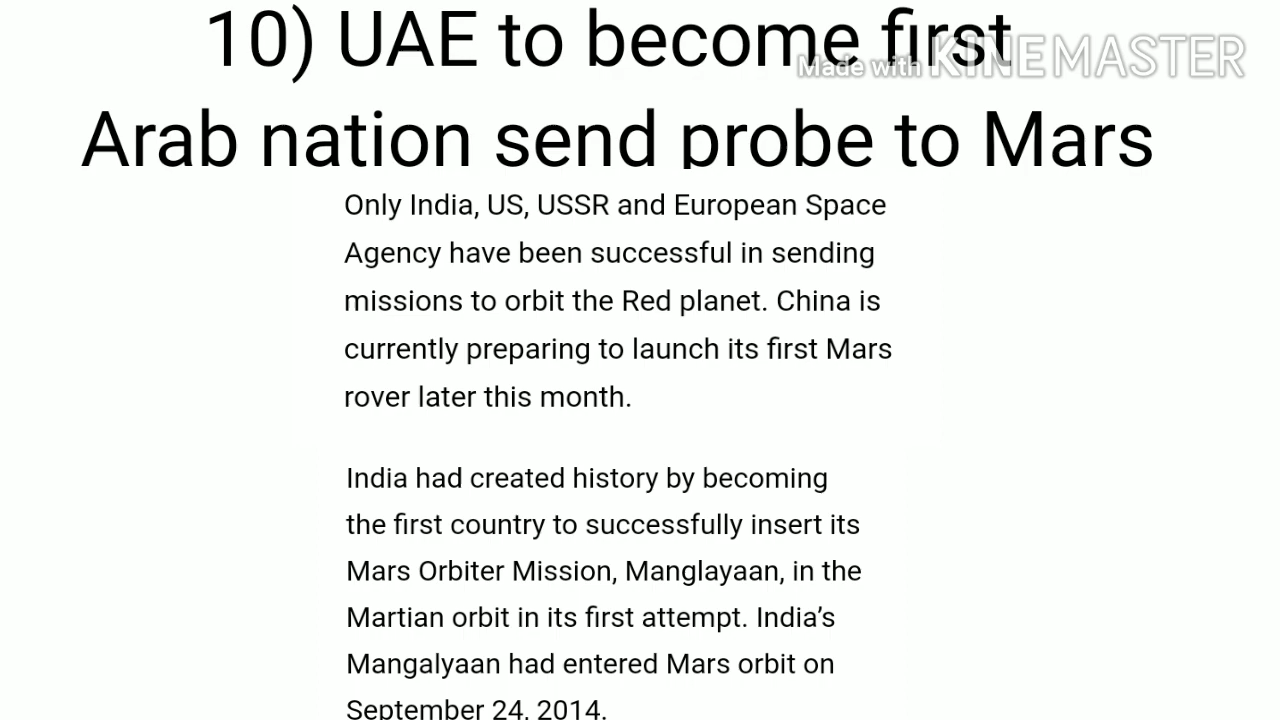 10) UAE to become first
Made with KINEMASTER
Arab nation send probe to Mars
Only India, US, USSR and European Space
Agency have been successful in sending
missions to orbit the Red planet. China is
currently preparing to launch its first Mars
rover later this month.
India had created history by becoming
the first country to successfully insert its
Mars Orbiter Mission, Manglayaan, in the
Martian orbit in its first attempt. India’s
Mangalyaan had entered Mars orbit on
September 24, 2014.